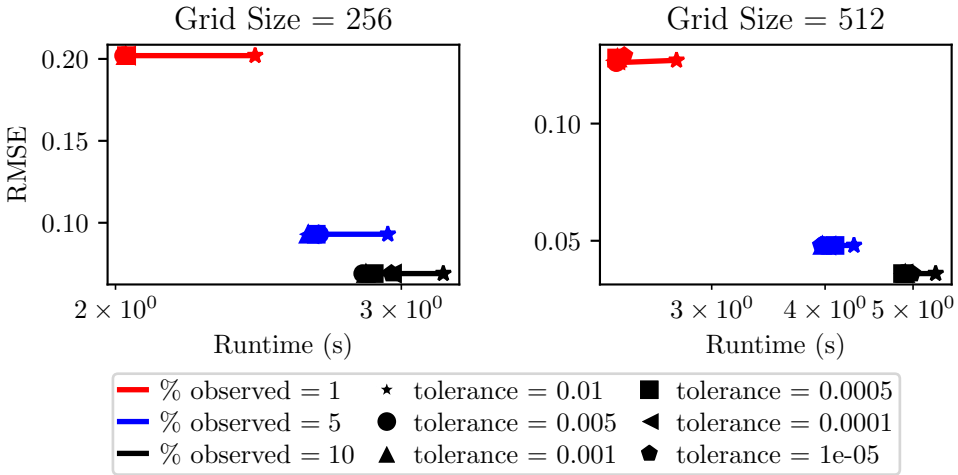 Grid Size = 256
Grid Size = 512
RMSE
0.20
0.15
0.10
0.10
0.05
2 × 10⁰
3 × 10⁰
3 × 10⁰
4 × 10⁰
5 × 10⁰
Runtime (s)
Runtime (s)
% observed = 1
% observed = 5
% observed = 10
tolerance = 0.01
tolerance = 0.005
tolerance = 0.001
tolerance = 0.0005
tolerance = 0.0001
tolerance = 1e-05